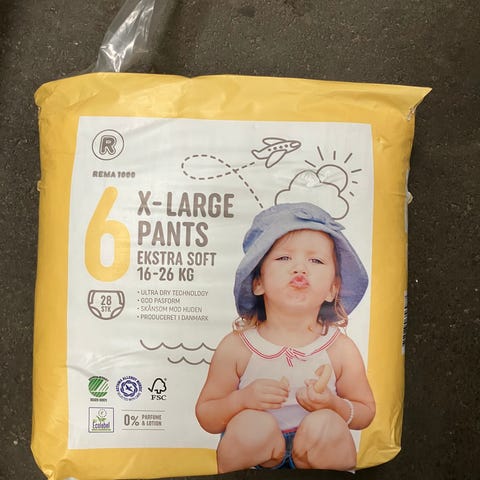 R
REMA 1000
6
X-LARGE
PANTS
EKSTRA SOFT
16-26 KG
28
STK
• ULTRA DRY TECHNOLOGY
• GOD PASFORM
• SKÅNSOM MOD HUDEN
• PRODUCERET I DANMARK
FSC
Ecolabel
0% PARFUME
& LOTION